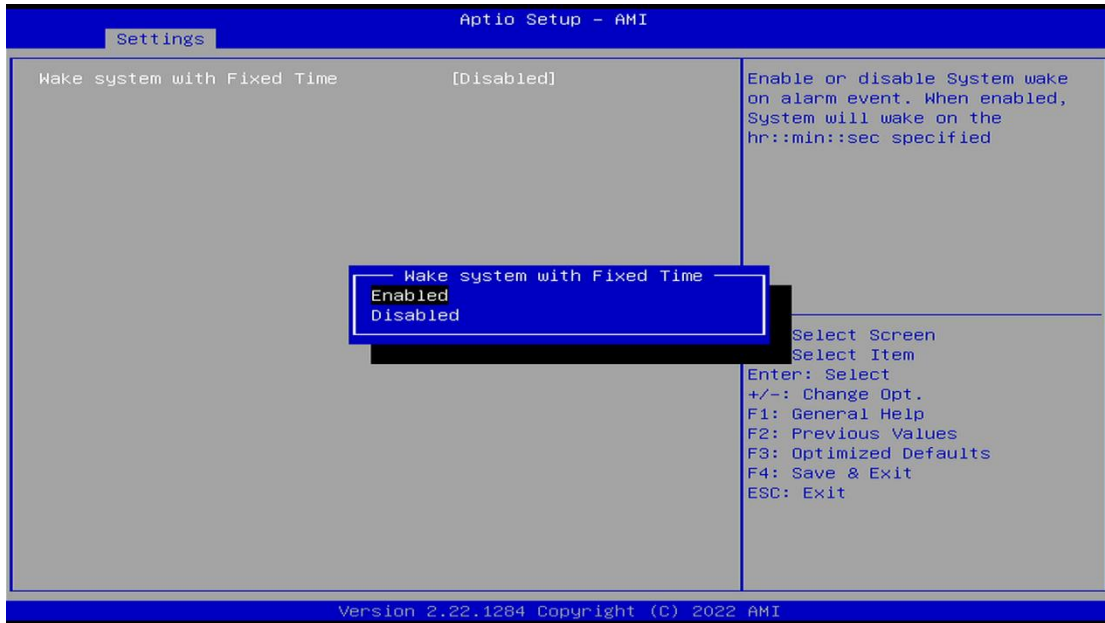 Aptio Setup – AMI
Settings
Wake system with Fixed Time [Disabled]
Enable or disable System wake
on alarm event. When enabled,
System will wake on the
hr::min::sec specified
Wake system with Fixed Time
Enabled
Disabled
Select Screen
Select Item
Enter: Select
+/-: Change Opt.
F1: General Help
F2: Previous Values
F3: Optimized Defaults
F4: Save & Exit
ESC: Exit
Version 2.22.1284 Copyright (C) 2022 AMI